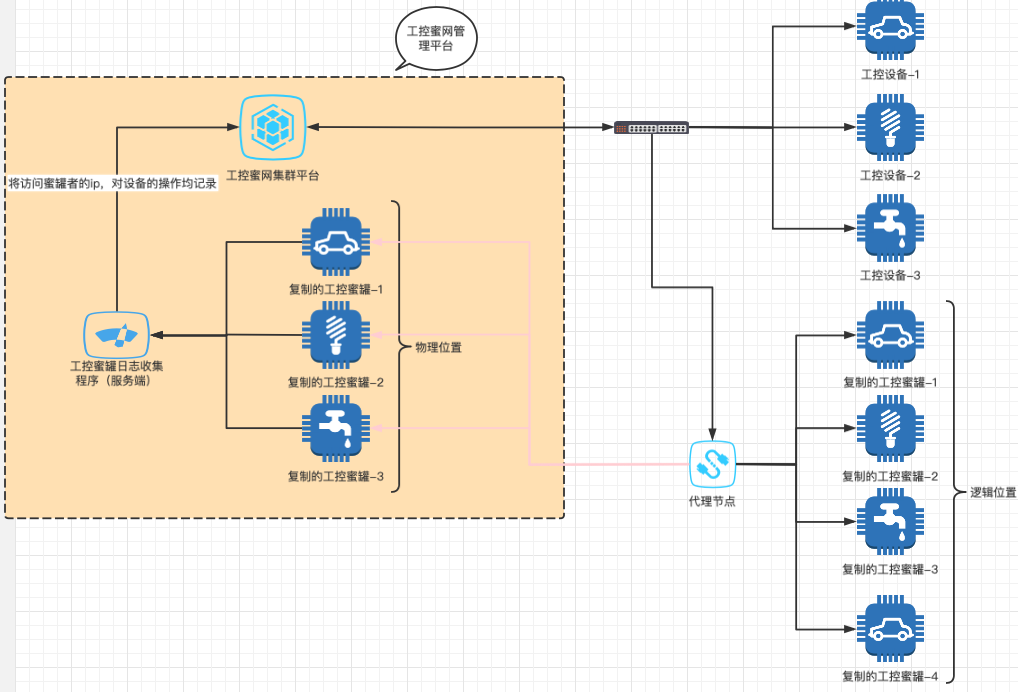 工控蜜网管
理平台
工控设备-1
工控蜜网集群平台
工控设备-2
将访问蜜罐者的ip，对设备的操作均记录
工控设备-3
复制的工控蜜罐-1
物理位置
工控蜜罐日志收集
程序（服务端）
复制的工控蜜罐-2
复制的工控蜜罐-1
复制的工控蜜罐-3
复制的工控蜜罐-2
逻辑位置
代理节点
复制的工控蜜罐-3
复制的工控蜜罐-4